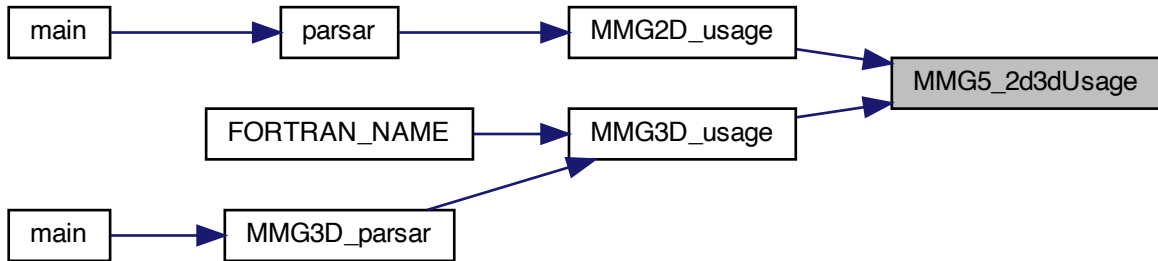 main
parsar
MMG2D_usage
MMG5_2d3dUsage
FORTRAN_NAME
MMG3D_usage
main
MMG3D_parsar